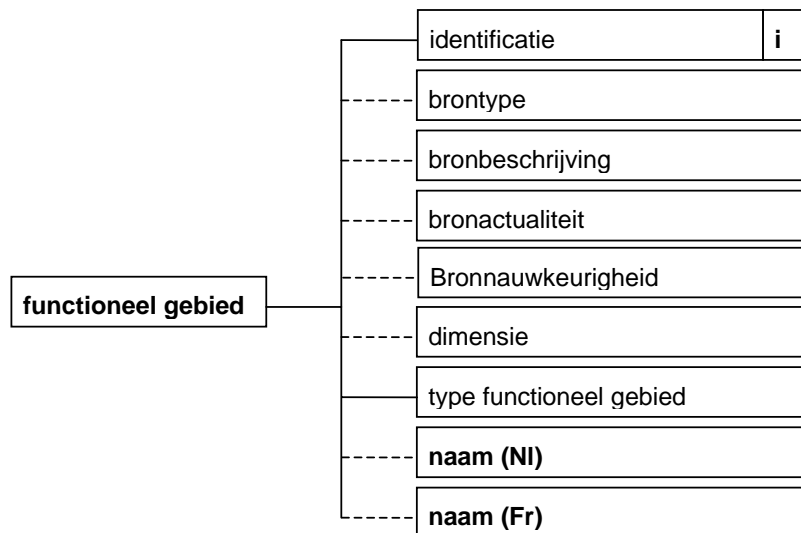 identificatie i
brontype
bronbeschrijving
bronactualiteit
Bronnauwkeurigheid
functioneel gebied
dimensie
type functioneel gebied
naam (Nl)
naam (Fr)